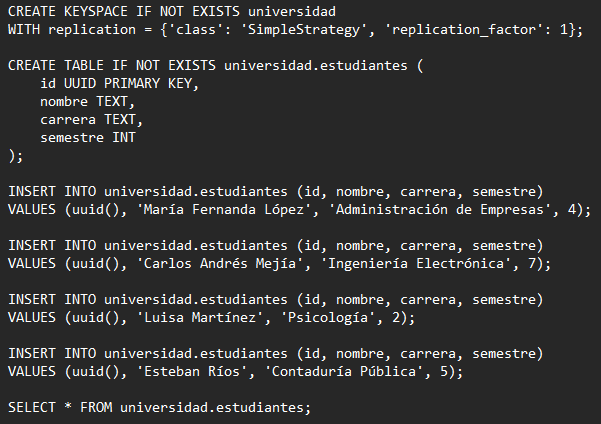 CREATE KEYSPACE IF NOT EXISTS universidad
WITH replication = {'class': 'SimpleStrategy', 'replication_factor': 1};

CREATE TABLE IF NOT EXISTS universidad.estudiantes (
    id UUID PRIMARY KEY,
    nombre TEXT,
    carrera TEXT,
    semestre INT
);

INSERT INTO universidad.estudiantes (id, nombre, carrera, semestre)
VALUES (uuid(), 'María Fernanda López', 'Administración de Empresas', 4);

INSERT INTO universidad.estudiantes (id, nombre, carrera, semestre)
VALUES (uuid(), 'Carlos Andrés Mejía', 'Ingeniería Electrónica', 7);

INSERT INTO universidad.estudiantes (id, nombre, carrera, semestre)
VALUES (uuid(), 'Luisa Martínez', 'Psicología', 2);

INSERT INTO universidad.estudiantes (id, nombre, carrera, semestre)
VALUES (uuid(), 'Esteban Ríos', 'Contaduría Pública', 5);

SELECT * FROM universidad.estudiantes;